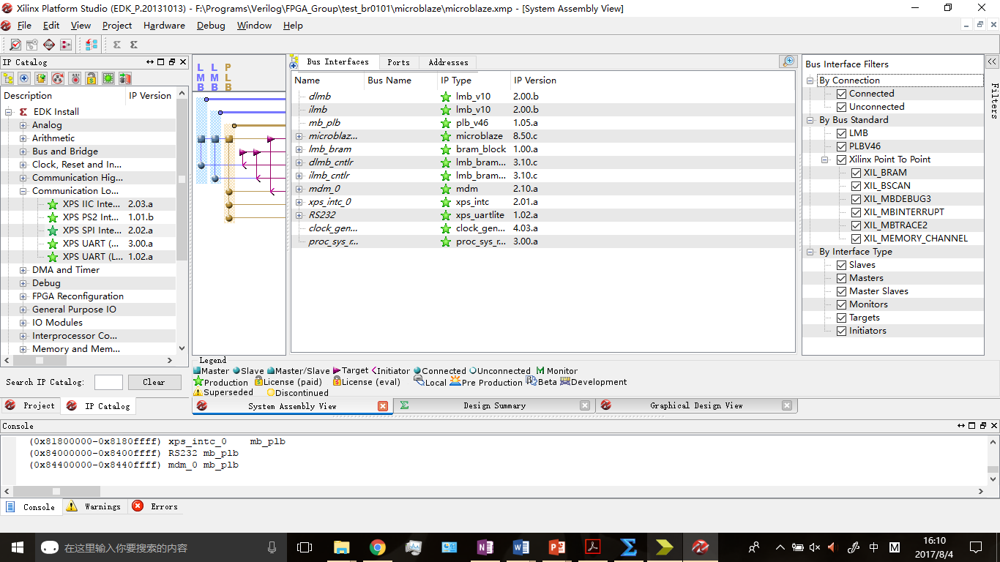 Xilinx Platform Studio (EDK_P.20131013) - F:\Programs\Verilog\FPGA_Group\test_br0101\microblaze\microblaze.xmp - [System Assembly View]
File Edit View Project Hardware Debug Window Help
IP Catalog
Description IP Version
EDK Install
Analog
Arithmetic
Bus and Bridge
Clock, Reset and In...
Communication Hig...
Communication Lo...
XPS IIC Inte... 2.03.a
XPS PS2 Int... 1.01.b
XPS SPI Inte... 2.02.a
XPS UART (... 3.00.a
XPS UART (L... 1.02.a
DMA and Timer
Debug
FPGA Reconfiguration
General Purpose IO
IO Modules
Interprocessor Co...
Memory and Mem...
Search IP Catalog: Clear
Project IP Catalog
LMB LMB PLB
Bus Interfaces Ports Addresses
Name Bus Name IP Type IP Version
dlmb lmb_v10 2.00.b
ilmb lmb_v10 2.00.b
mb_plb plb_v46 1.05.a
microblaz... microblaze 8.50.c
lmb_bram bram_block 1.00.a
dlmb_cntlr lmb_bram... 3.10.c
ilmb_cntlr lmb_bram... 3.10.c
mdm_0 mdm 2.10.a
xps_intc_0 xps_intc 2.01.a
RS232 xps_uartlite 1.02.a
clock_gen... clock_gen... 4.03.a
proc_sys_r... proc_sys_r... 3.00.a
Legend
Master Slave Master/Slave Target Initiator Connected Unconnected M Monitor
Production License (paid) License (eval) Local Pre Production Beta Development
Superseded Discontinued
System Assembly View Design Summary Graphical Design View
Bus Interface Filters
By Connection
Connected
Unconnected
By Bus Standard
LMB
PLBV46
Xilinx Point To Point
XIL_BRAM
XIL_BSCAN
XIL_MBDEBUG3
XIL_MBINTERRUPT
XIL_MBTRACE2
XIL_MEMORY_CHANNEL
By Interface Type
Slaves
Masters
Master Slaves
Monitors
Targets
Initiators
Filters
Console
(0x81800000-0x8180ffff) xps_intc_0 mb_plb
(0x84000000-0x8400ffff) RS232 mb_plb
(0x84400000-0x8440ffff) mdm_0 mb_plb
Console Warnings Errors
在这里输入你要搜索的内容
中 M
16:10
2017/8/4